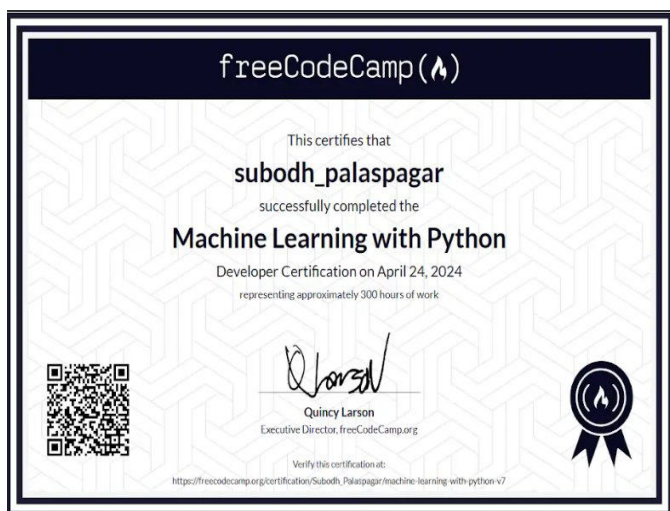 freeCodeCamp
This certifies that
subodh_palaspagar
successfully completed the
Machine Learning with Python
Developer Certification on April 24, 2024
representing approximately 300 hours of work
Quincy Larson
Executive Director, freeCodeCamp.org
Verify this certification at:
https://freecodecamp.org/certification/Subodh_Palaspagar/machine-learning-with-python-v7